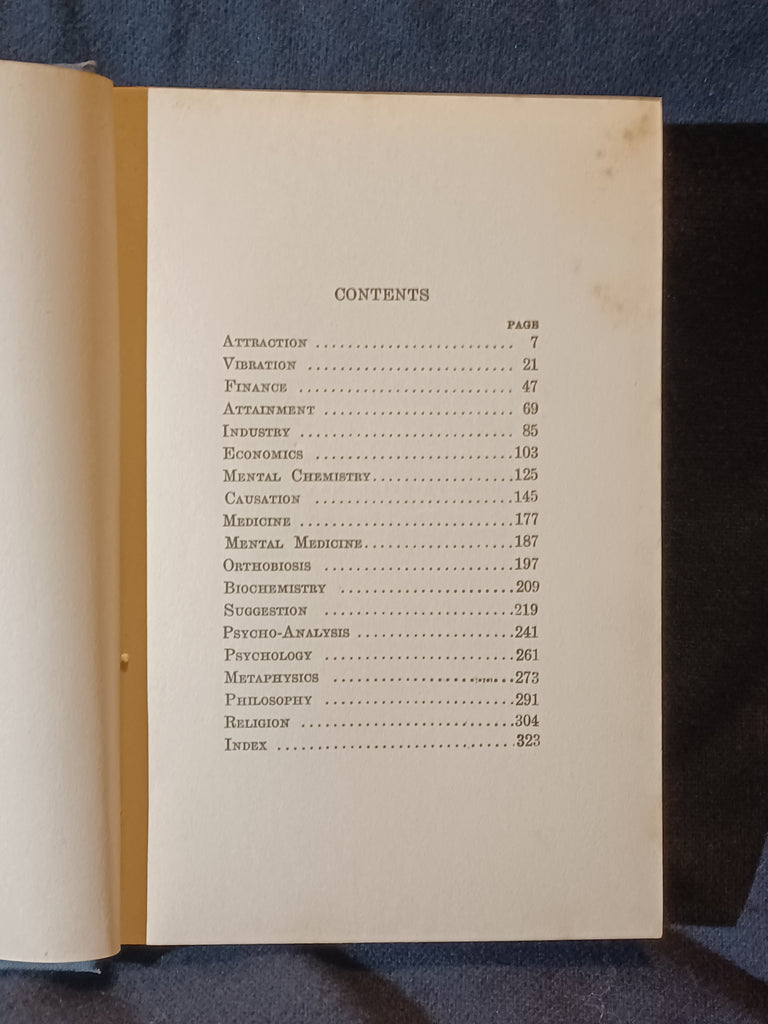 CONTENTS
PAGE
ATTRACTION ......................... 7
VIBRATION .......................... 21
FINANCE ........................... 47
ATTAINMENT ........................ 69
INDUSTRY ........................... 85
ECONOMICS .........................103
MENTAL CHEMISTRY..................125
CAUSATION .........................145
MEDICINE ...........................177
MENTAL MEDICINE...................187
ORTHOBIOSIS ........................197
BIOCHEMISTRY ......................209
SUGGESTION ........................219
PSYCHO-ANALYSIS ....................241
PSYCHOLOGY ........................261
METAPHYSICS .......................273
PHILOSOPHY ........................291
RELIGION ...........................304
INDEX ..............................323